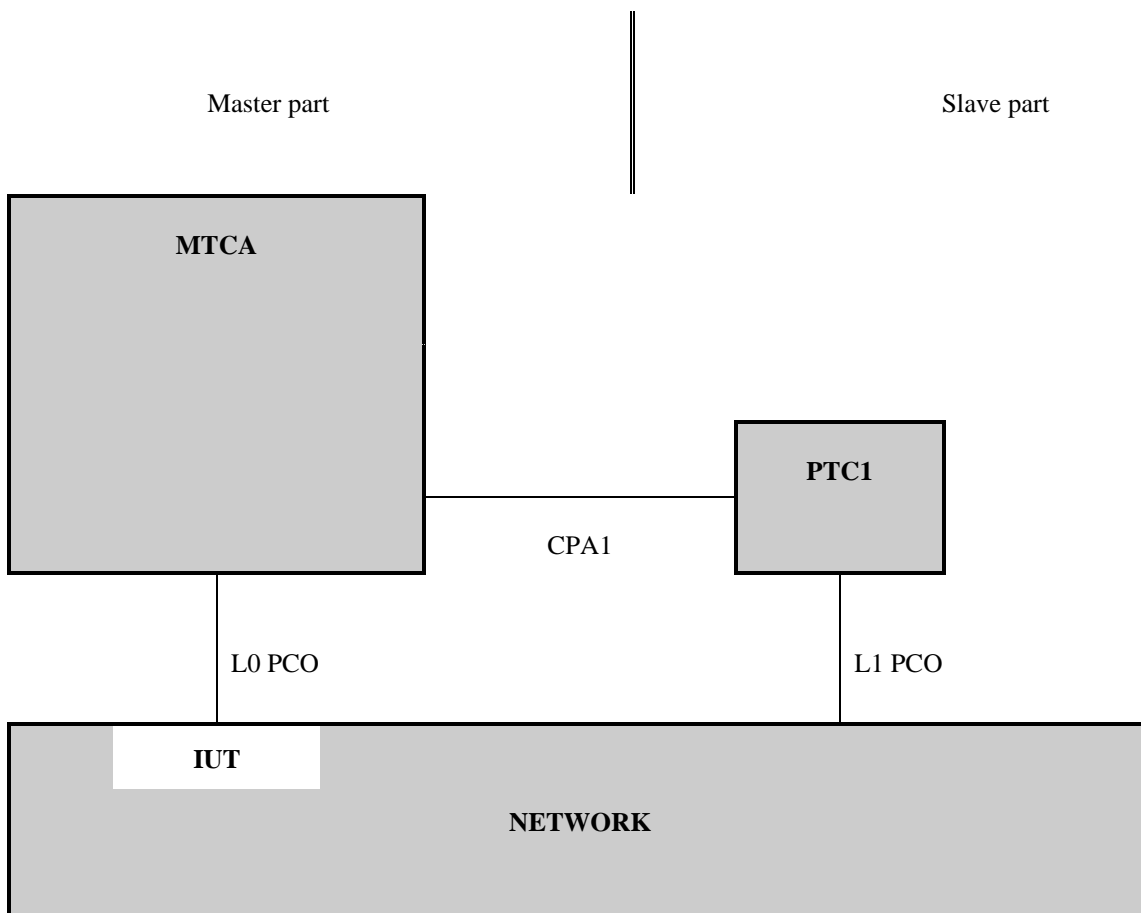 Master part
Slave part
MTCA
PTC1
CPA1
L0 PCO
L1 PCO
IUT
NETWORK